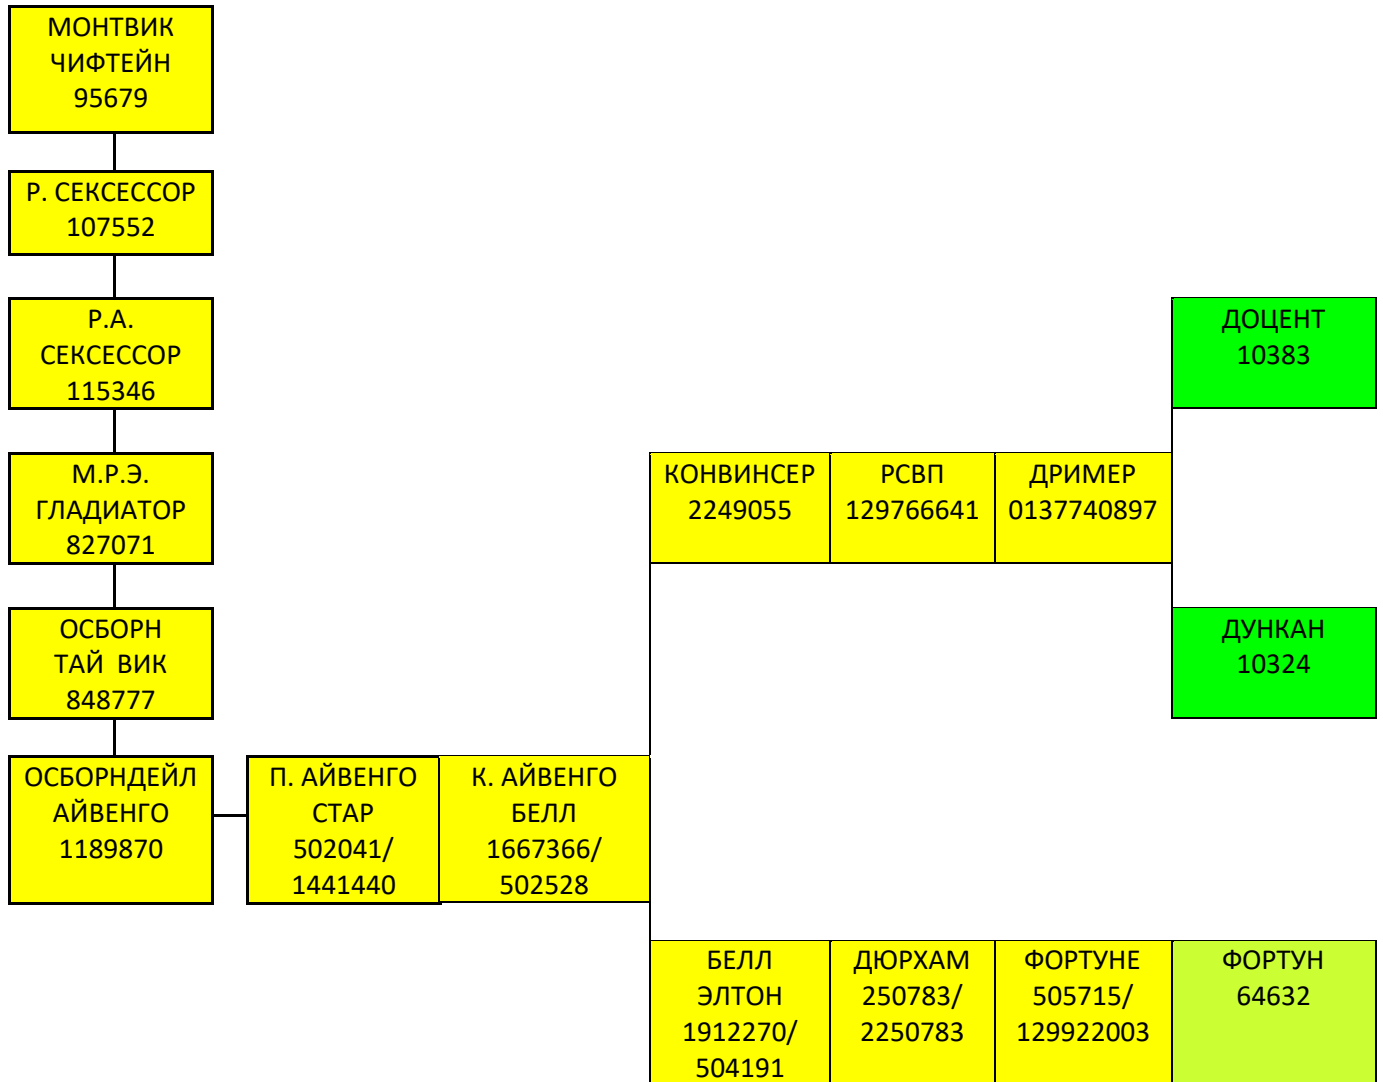 МОНТВИК
ЧИФТЕЙН
95679
Р. СЕКСЕССОР
107552
Р.А.
СЕКСЕССОР
115346
ДОЦЕНТ
10383
М.Р.Э.
ГЛАДИАТОР
827071
КОНВИНСЕР
2249055
РСВП
129766641
ДРИМЕР
0137740897
ОСБОРН
ТАЙ ВИК
848777
ДУНКАН
10324
ОСБОРНДЕЙЛ
АЙВЕНГО
1189870
П. АЙВЕНГО
СТАР
502041/
1441440
К. АЙВЕНГО
БЕЛЛ
1667366/
502528
БЕЛЛ
ЭЛТОН
1912270/
504191
ДЮРХАМ
250783/
2250783
ФОРТУНЕ
505715/
129922003
ФОРТУН
64632